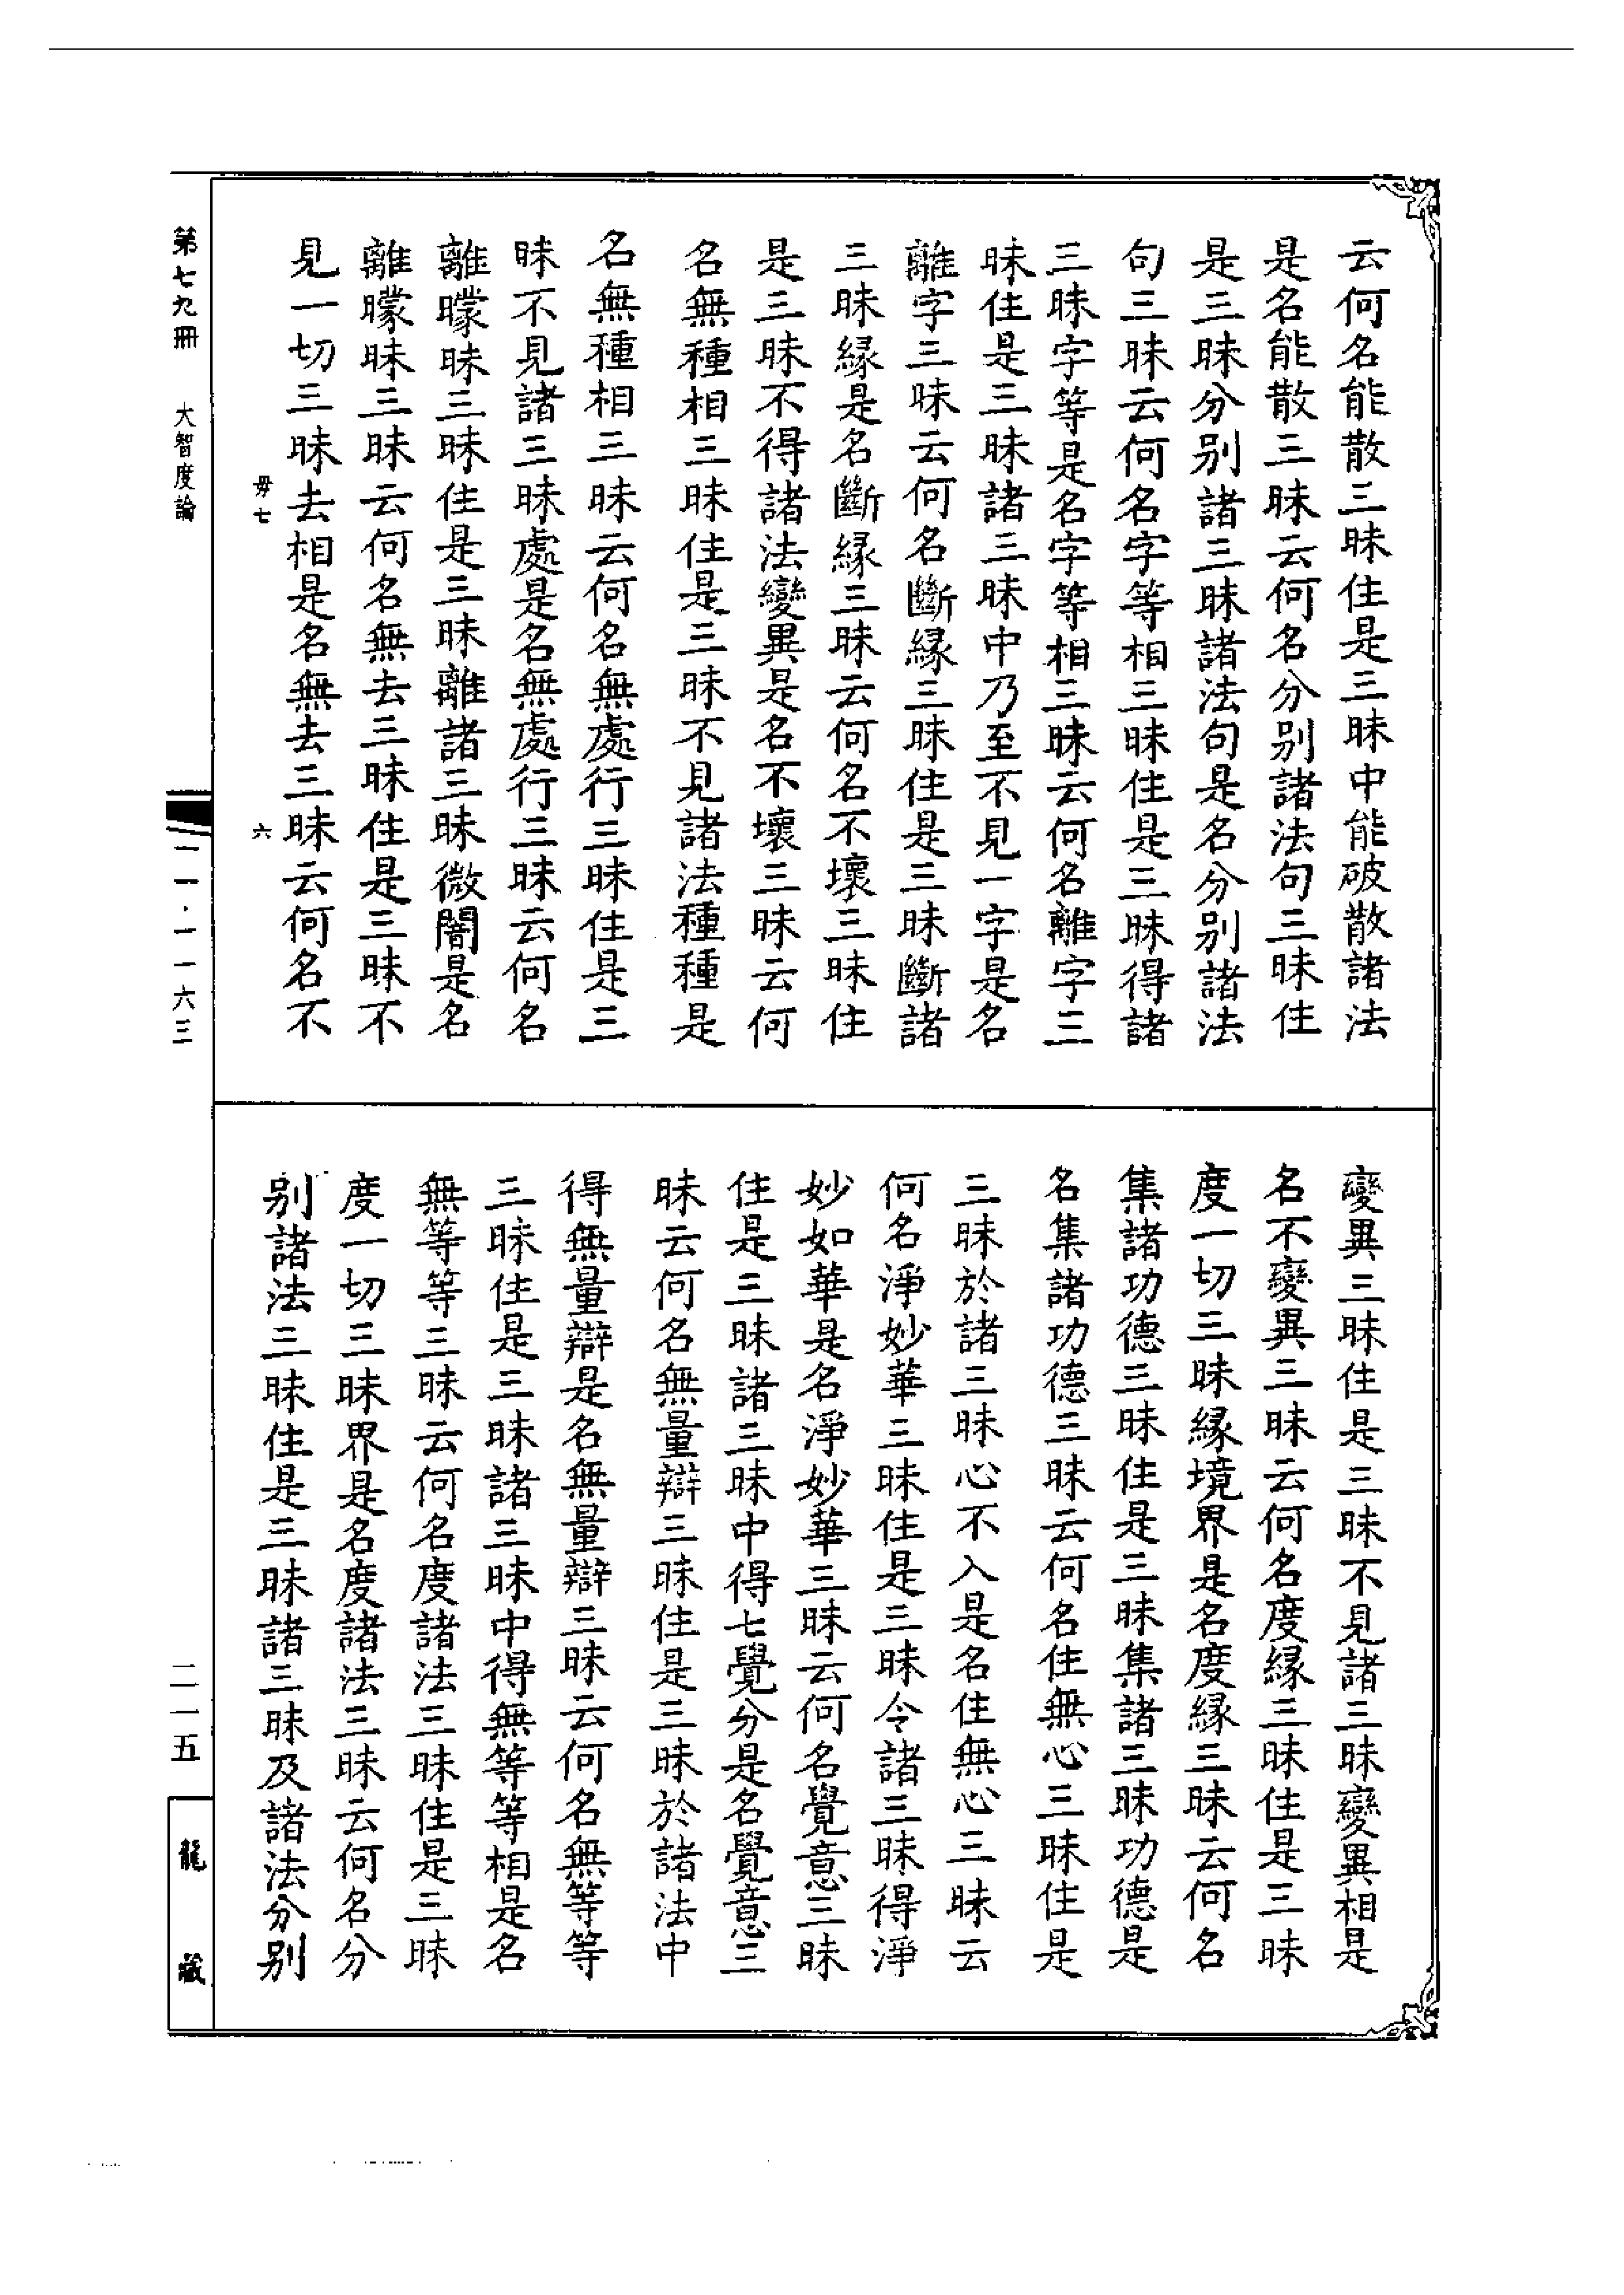 云何名能散三昧住是三昧中能破散諸法
是名能散三昧云何名分別諸法句三昧住
是三昧分別諸三昧諸法句是名分別諸法
句三昧云何名字等相三昧住是三昧得諸
三昧字等是名字等相三昧云何名離字三
昧住是三昧諸三昧中乃至不見一字是名
離字三昧云何名斷緣三昧住是三昧斷諸
三昧緣是名斷緣三昧云何名不壞三昧住
是三昧不得諸法變異是名不壞三昧云何
名無種相三昧住是三昧不見諸法種種是
名無種相三昧云何名無處行三昧住是三
昧不見諸三昧處是名無處行三昧云何名
離曚昧三昧住是三昧離諸三昧微闇是名
離曚昧三昧云何名無去三昧住是三昧不
見一切三昧去相是名無去三昧云何名不
毋七 六
變異三昧住是三昧不見諸三昧變異相是
名不變異三昧云何名度緣三昧住是三昧
度一切三昧緣境界是名度緣三昧云何名
集諸功德三昧住是三昧集諸三昧功德是
名集諸功德三昧云何名住無心三昧住是
三昧於諸三昧心不入是名住無心三昧云
何名淨妙華三昧住是三昧令諸三昧得淨
妙如華是名淨妙華三昧云何名覺意三昧
住是三昧諸三昧中得七覺分是名覺意三
昧云何名無量辯三昧住是三昧於諸法中
得無量辯是名無量辯三昧云何名無等等
三昧住是三昧諸三昧中得無等等相是名
無等等三昧云何名度諸法三昧住是三昧
度一切三昧界是名度諸法三昧云何名分
別諸法三昧住是三昧諸三昧及諸法分別
第七九冊 大智度論
一一·一一六三
二一五
龍藏